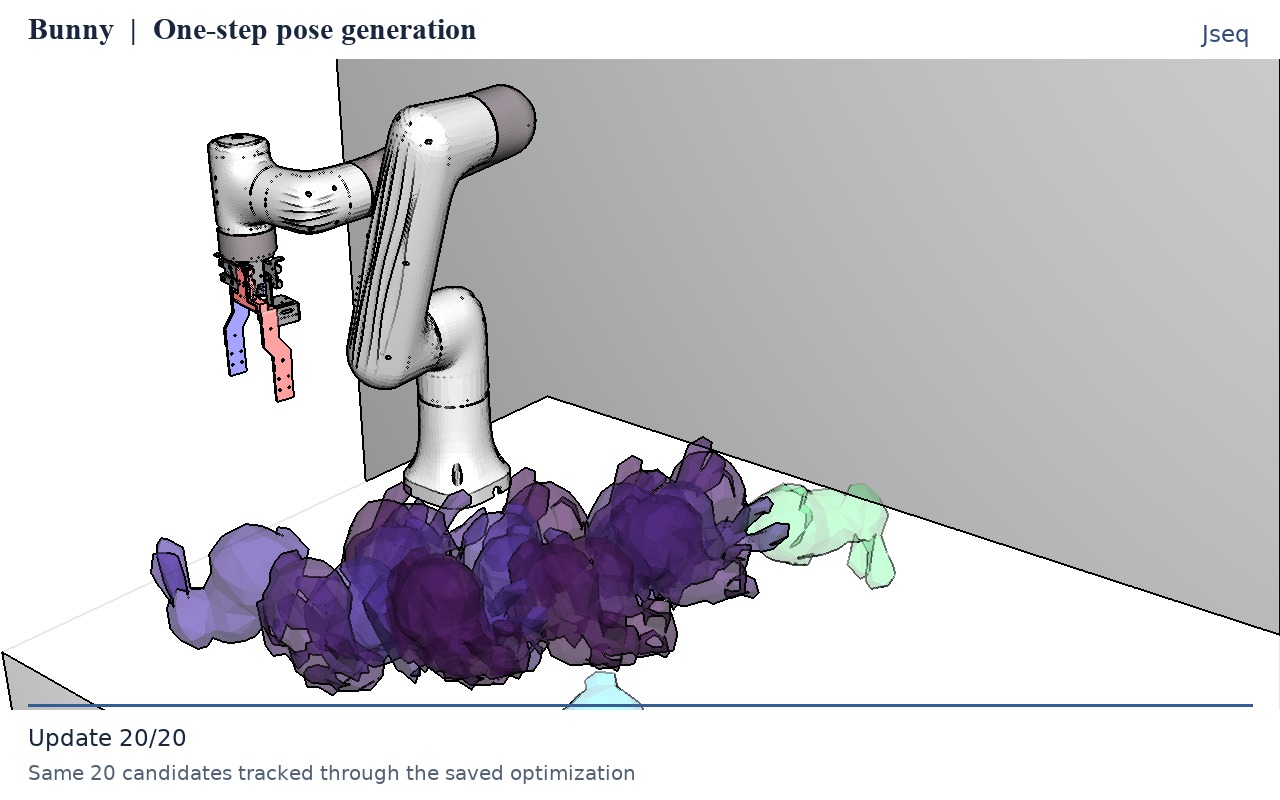 Bunny | One-step pose generation
Jseq
Update 20/20
Same 20 candidates tracked through the saved optimization